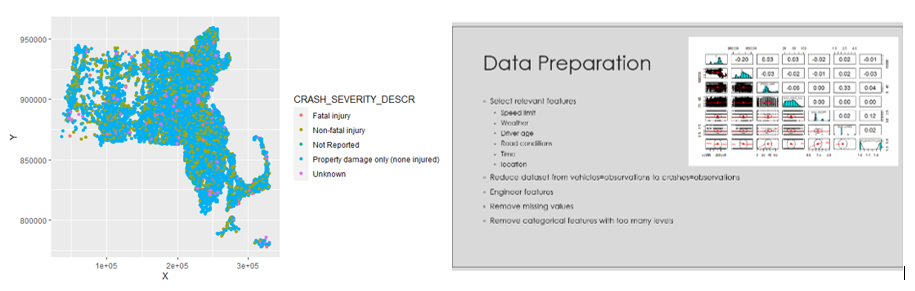 950000
900000
850000
800000
Y
1e+05
2e+05
3e+05
X
CRASH_SEVERITY_DESCR
Fatal injury
Non-fatal injury
Not Reported
Property damage only (none injured)
Unknown
Data Preparation
Select relevant features
Speed limit
Weather
Driver age
Road conditions
Time
location
Reduce dataset from vehicles=observations to crashes=observations
Engineer features
Remove missing values
Remove categorical features with too many levels
-0.20 0.03 0.03 -0.02 0.02 -0.01
-0.03 -0.02 -0.01 0.02 -0.03
-0.06 0.00 0.33 0.04
0.00 0.00 0.00
0.02 0.12
0.02